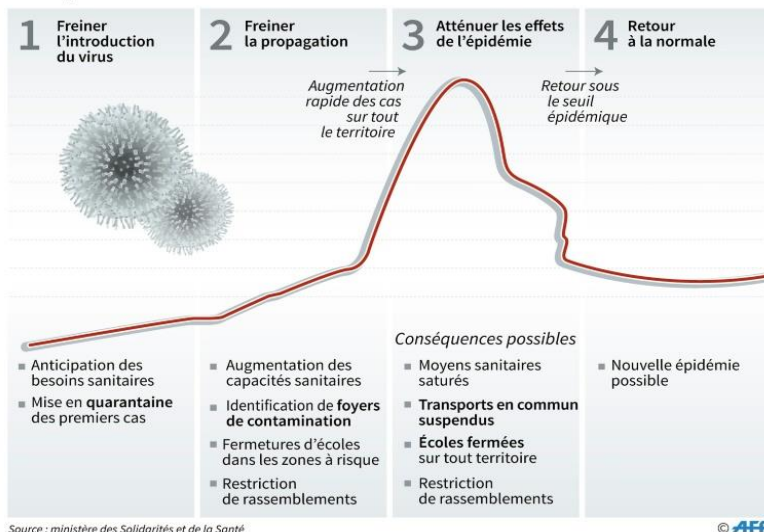 1 Freiner
l'introduction
du virus
2 Freiner
la propagation
3 Atténuer les effets
de l'épidémie
4 Retour
à la normale
Augmentation
rapide des cas
sur tout
le territoire
Retour sous
le seuil
épidémique
Anticipation des
besoins sanitaires
Mise en quarantaine
des premiers cas
Augmentation des
capacités sanitaires
Identification de foyers
de contamination
Fermetures d'écoles
dans les zones à risque
Restriction
de rassemblements
Conséquences possibles
Moyens sanitaires
saturés
Transports en commun
suspendus
Écoles fermées
sur tout territoire
Restriction
de rassemblements
Nouvelle épidémie
possible
Source : ministère des Solidarités et de la Santé
© AFP